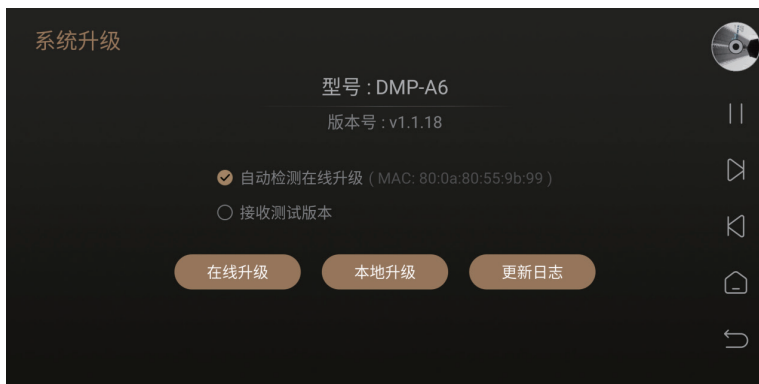 系统升级
型号 : DMP-A6
版本号 : v1.1.18
自动检测在线升级 ( MAC: 80:0a:80:55:9b:99 )
接收测试版本
在线升级 本地升级 更新日志